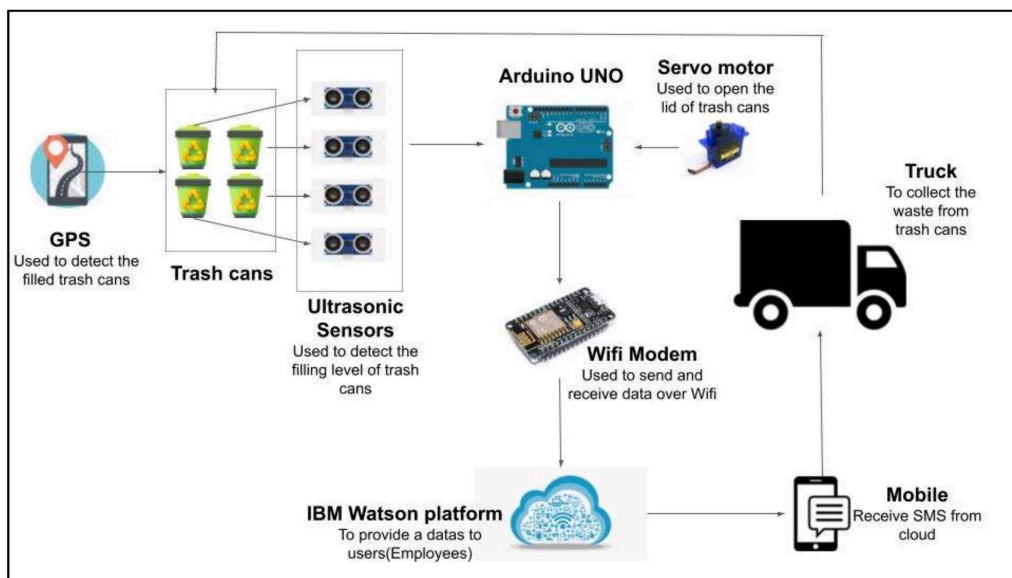 Arduino UNO
Servo motor
Used to open the
lid of trash cans
UNO
Truck
To collect the
waste from
trash cans
GPS
Used to detect the
filled trash cans
Trash cans
Ultrasonic
Sensors
Used to detect the
filling level of trash
cans
Wifi Modem
Used to send and
receive data over Wifi
IBM Watson platform
To provide a datas to
users(Employees)
Mobile
Receive SMS from
cloud